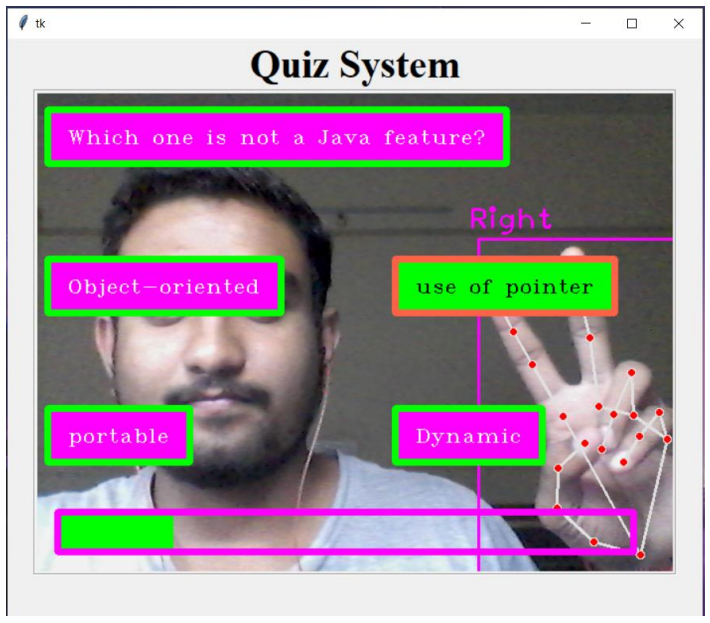 tk
Quiz System
Which one is not a Java feature?
Right
Object-oriented
use of pointer
portable
Dynamic